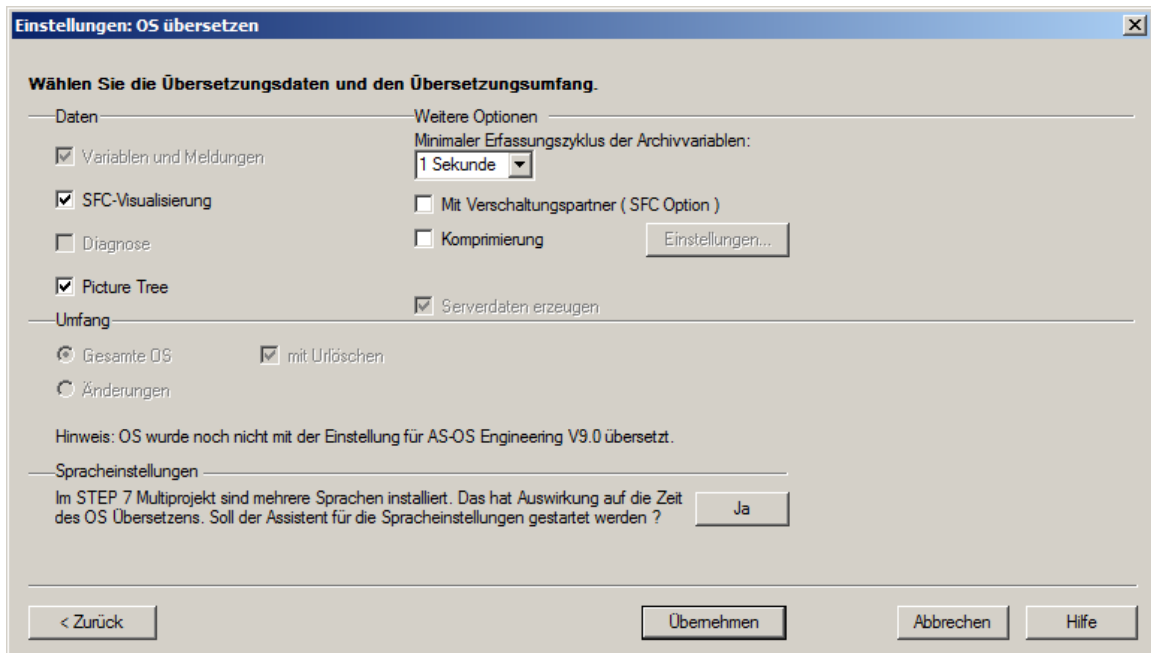 Einstellungen: OS übersetzen
Wählen Sie die Übersetzungsdaten und den Übersetzungsumfang.
Daten
Variablen und Meldungen
SFC-Visualisierung
Diagnose
Picture Tree
Weitere Optionen
Minimaler Erfassungszyklus der Archivvariablen:
1 Sekunde
Mit Verschaltungspartner ( SFC Option )
Komprimierung
Einstellungen...
Serverdaten erzeugen
Umfang
Gesamte OS
mit Urlöschen
Änderungen
Hinweis: OS wurde noch nicht mit der Einstellung für AS-OS Engineering V9.0 übersetzt.
Spracheinstellungen
Im STEP 7 Multiprojekt sind mehrere Sprachen installiert. Das hat Auswirkung auf die Zeit
des OS Übersetzens. Soll der Assistent für die Spracheinstellungen gestartet werden ?
Ja
< Zurück
Übernehmen
Abbrechen
Hilfe